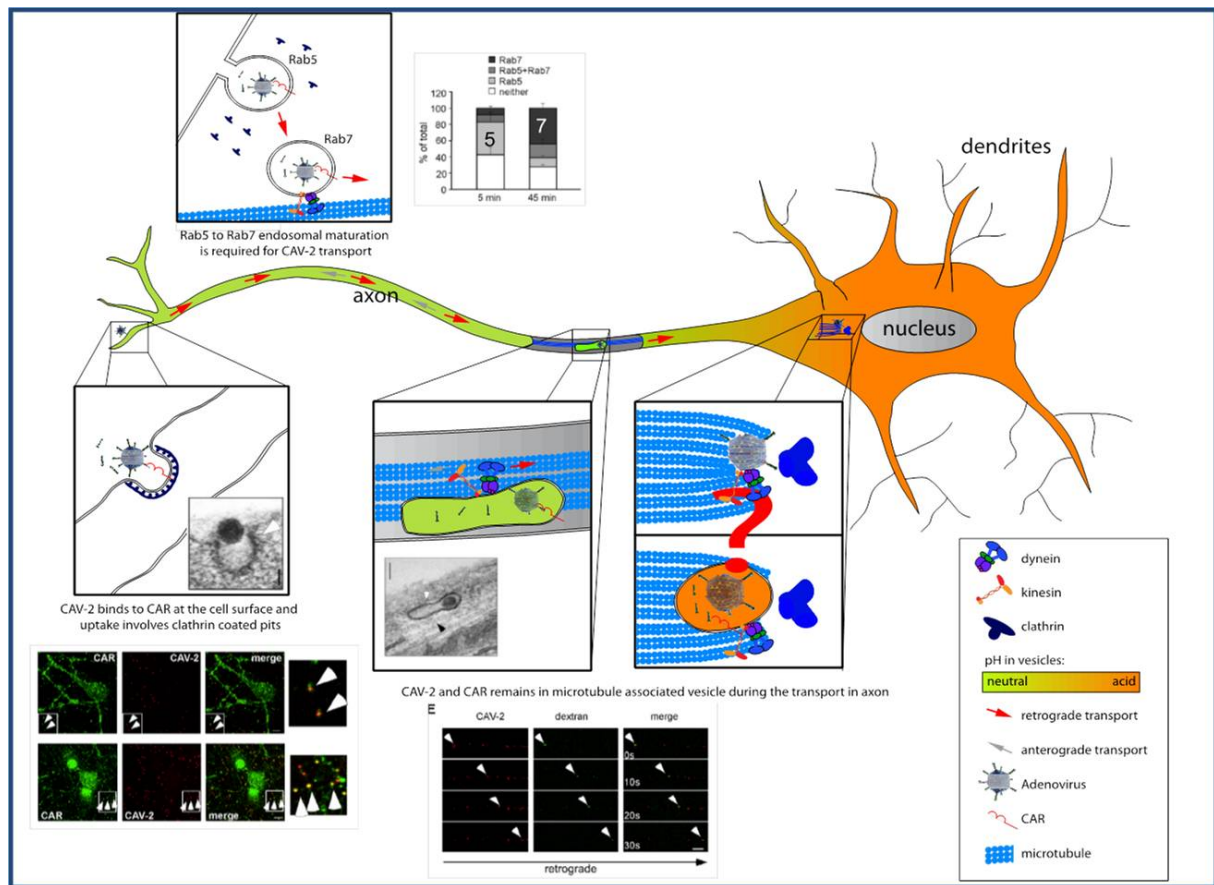 Rab5
Rab7
Rab5 to Rab7 endosomal maturation
is required for CAV-2 transport
Rab7
Rab5+Rab7
Rab5
neither
% of total
120
100
80
60
40
20
0
5
7
5 min
45 min
dendrites
axon
nucleus
CAV-2 binds to CAR at the cell surface and
uptake involves clathrin coated pits
CAR
CAV-2
merge
CAR
CAV-2
merge
CAV-2 and CAR remains in microtubule associated vesicle during the transport in axon
E
CAV-2
dextran
merge
0s
10s
20s
30s
retrograde
?
dynein
kinesin
clathrin
pH in vesicles:
neutral
acid
retrograde transport
anterograde transport
Adenovirus
CAR
microtubule